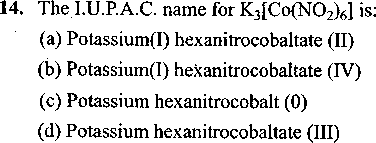 14. The I.U.P.A.C. name for K₃[Co(NO₂)₆] is:
(a) Potassium(I) hexanitrocobaltate (II)
(b) Potassium(I) hexanitrocobaltate (IV)
(c) Potassium hexanitrocobalt (0)
(d) Potassium hexanitrocobaltate (III)